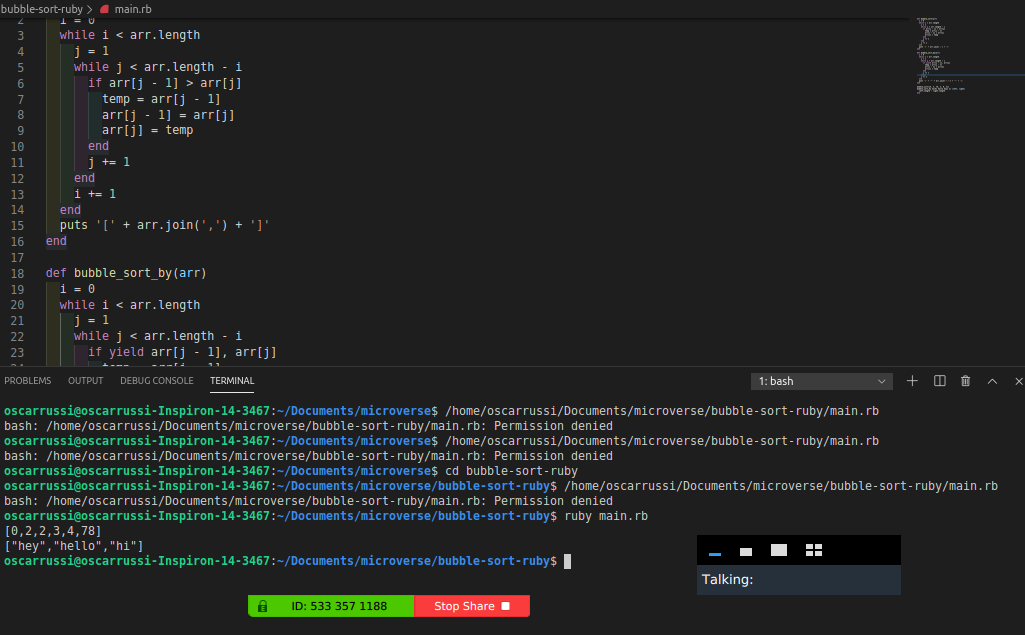 bubble-sort-ruby > main.rb
2 i = 0
3 while i < arr.length
4 j = 1
5 while j < arr.length - i
6 if arr[j - 1] > arr[j]
7 temp = arr[j - 1]
8 arr[j - 1] = arr[j]
9 arr[j] = temp
10 end
11 j += 1
12 end
13 i += 1
14 end
15 puts '[' + arr.join(',') + ']'
16 end
17
18 def bubble_sort_by(arr)
19 i = 0
20 while i < arr.length
21 j = 1
22 while j < arr.length - i
23 if yield arr[j - 1], arr[j]
PROBLEMS OUTPUT DEBUG CONSOLE TERMINAL 1: bash
oscarrussi@oscarrussi-Inspiron-14-3467:~/Documents/microverse$ /home/oscarrussi/Documents/microverse/bubble-sort-ruby/main.rb
bash: /home/oscarrussi/Documents/microverse/bubble-sort-ruby/main.rb: Permission denied
oscarrussi@oscarrussi-Inspiron-14-3467:~/Documents/microverse$ /home/oscarrussi/Documents/microverse/bubble-sort-ruby/main.rb
bash: /home/oscarrussi/Documents/microverse/bubble-sort-ruby/main.rb: Permission denied
oscarrussi@oscarrussi-Inspiron-14-3467:~/Documents/microverse$ cd bubble-sort-ruby
oscarrussi@oscarrussi-Inspiron-14-3467:~/Documents/microverse/bubble-sort-ruby$ /home/oscarrussi/Documents/microverse/bubble-sort-ruby/main.rb
bash: /home/oscarrussi/Documents/microverse/bubble-sort-ruby/main.rb: Permission denied
oscarrussi@oscarrussi-Inspiron-14-3467:~/Documents/microverse/bubble-sort-ruby$ ruby main.rb
[0,2,2,3,4,78]
["hey","hello","hi"]
oscarrussi@oscarrussi-Inspiron-14-3467:~/Documents/microverse/bubble-sort-ruby$
Talking:
ID: 533 357 1188 Stop Share